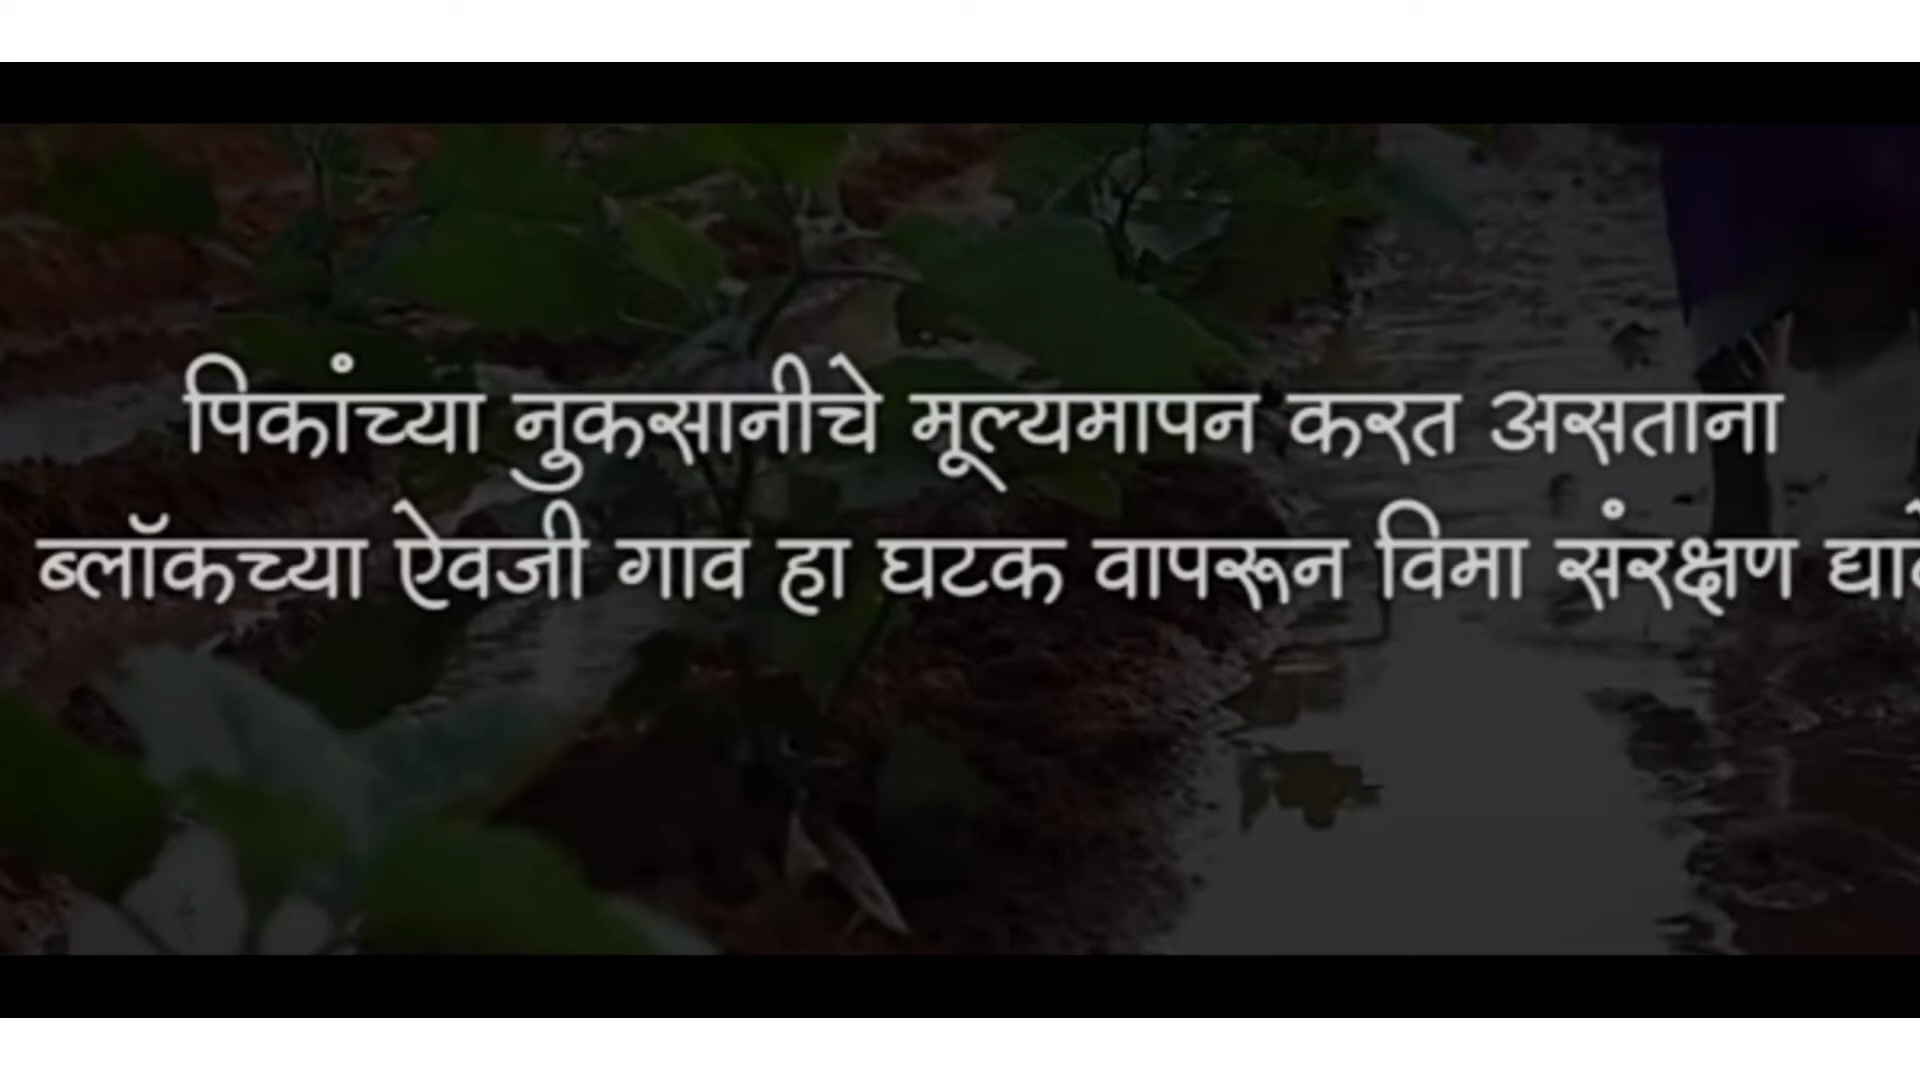 पिकांच्या नुकसानीचे मूल्यमापन करत असताना
ब्लॉकच्या ऐवजी गाव हा घटक वापरून विमा संरक्षण